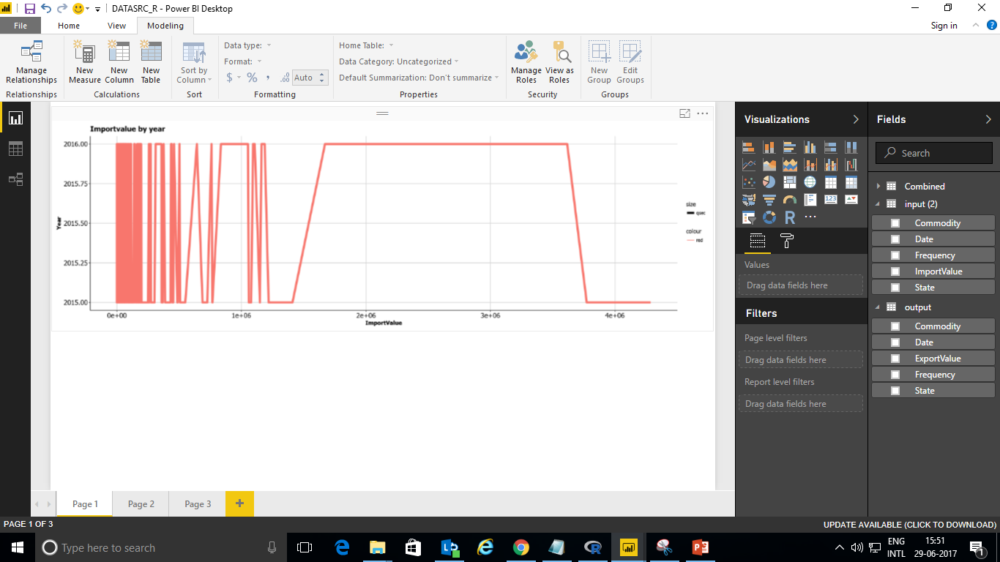 DATASRC_R - Power BI Desktop
File Home View Modeling Sign in
Manage Relationships
New Measure
New Column
New Table
Sort by Column
Data type:
Format:
$ % , .00 Auto
Home Table:
Data Category: Uncategorized
Default Summarization: Don't summarize
Manage Roles
View as Roles
New Group
Edit Groups
Relationships Calculations Sort Formatting Properties Security Groups
Importvalue by year
2016.00
2015.75
2015.50
2015.25
2015.00
Year
0e+00 1e+06 2e+06 3e+06 4e+06
ImportValue
size
qsec
colour
red
Visualizations
123
R
Values
Drag data fields here
Filters
Page level filters
Drag data fields here
Report level filters
Drag data fields here
Fields
Search
Combined
input (2)
Commodity
Date
Frequency
ImportValue
State
output
Commodity
Date
ExportValue
Frequency
State
Page 1 Page 2 Page 3 +
PAGE 1 OF 3 UPDATE AVAILABLE (CLICK TO DOWNLOAD)
Type here to search
ENG
INTL
15:51
29-06-2017
1